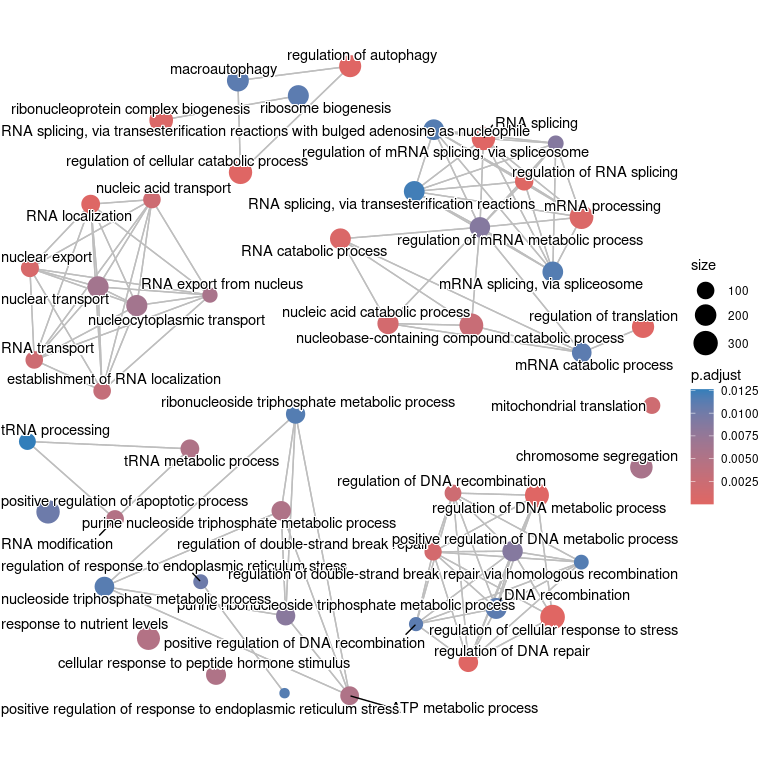 regulation of autophagy
macroautophagy
ribonucleoprotein complex biogenesis
ribosome biogenesis
RNA splicing
RNA splicing, via transesterification reactions with bulged adenosine as nucleophile
regulation of mRNA splicing, via spliceosome
regulation of cellular catabolic process
regulation of RNA splicing
nucleic acid transport
RNA splicing, via transesterification reactions
mRNA processing
RNA localization
regulation of mRNA metabolic process
RNA catabolic process
nuclear export
size
RNA export from nucleus
mRNA splicing, via spliceosome
100
nuclear transport
nucleic acid catabolic process
200
regulation of translation
nucleocytoplasmic transport
nucleobase-containing compound catabolic process
300
RNA transport
mRNA catabolic process
p.adjust
establishment of RNA localization
0.0125
ribonucleoside triphosphate metabolic process
mitochondrial translation
0.0100
tRNA processing
0.0075
chromosome segregation
tRNA metabolic process
0.0050
regulation of DNA recombination
0.0025
positive regulation of apoptotic process
regulation of DNA metabolic process
purine nucleoside triphosphate metabolic process
positive regulation of DNA metabolic process
RNA modification
regulation of double-strand break repair
regulation of response to endoplasmic reticulum stress
regulation of double-strand break repair via homologous recombination
DNA recombination
nucleoside triphosphate metabolic process
purine ribonucleoside triphosphate metabolic process
response to nutrient levels
regulation of cellular response to stress
positive regulation of DNA recombination
regulation of DNA repair
cellular response to peptide hormone stimulus
positive regulation of response to endoplasmic reticulum stress
ATP metabolic process